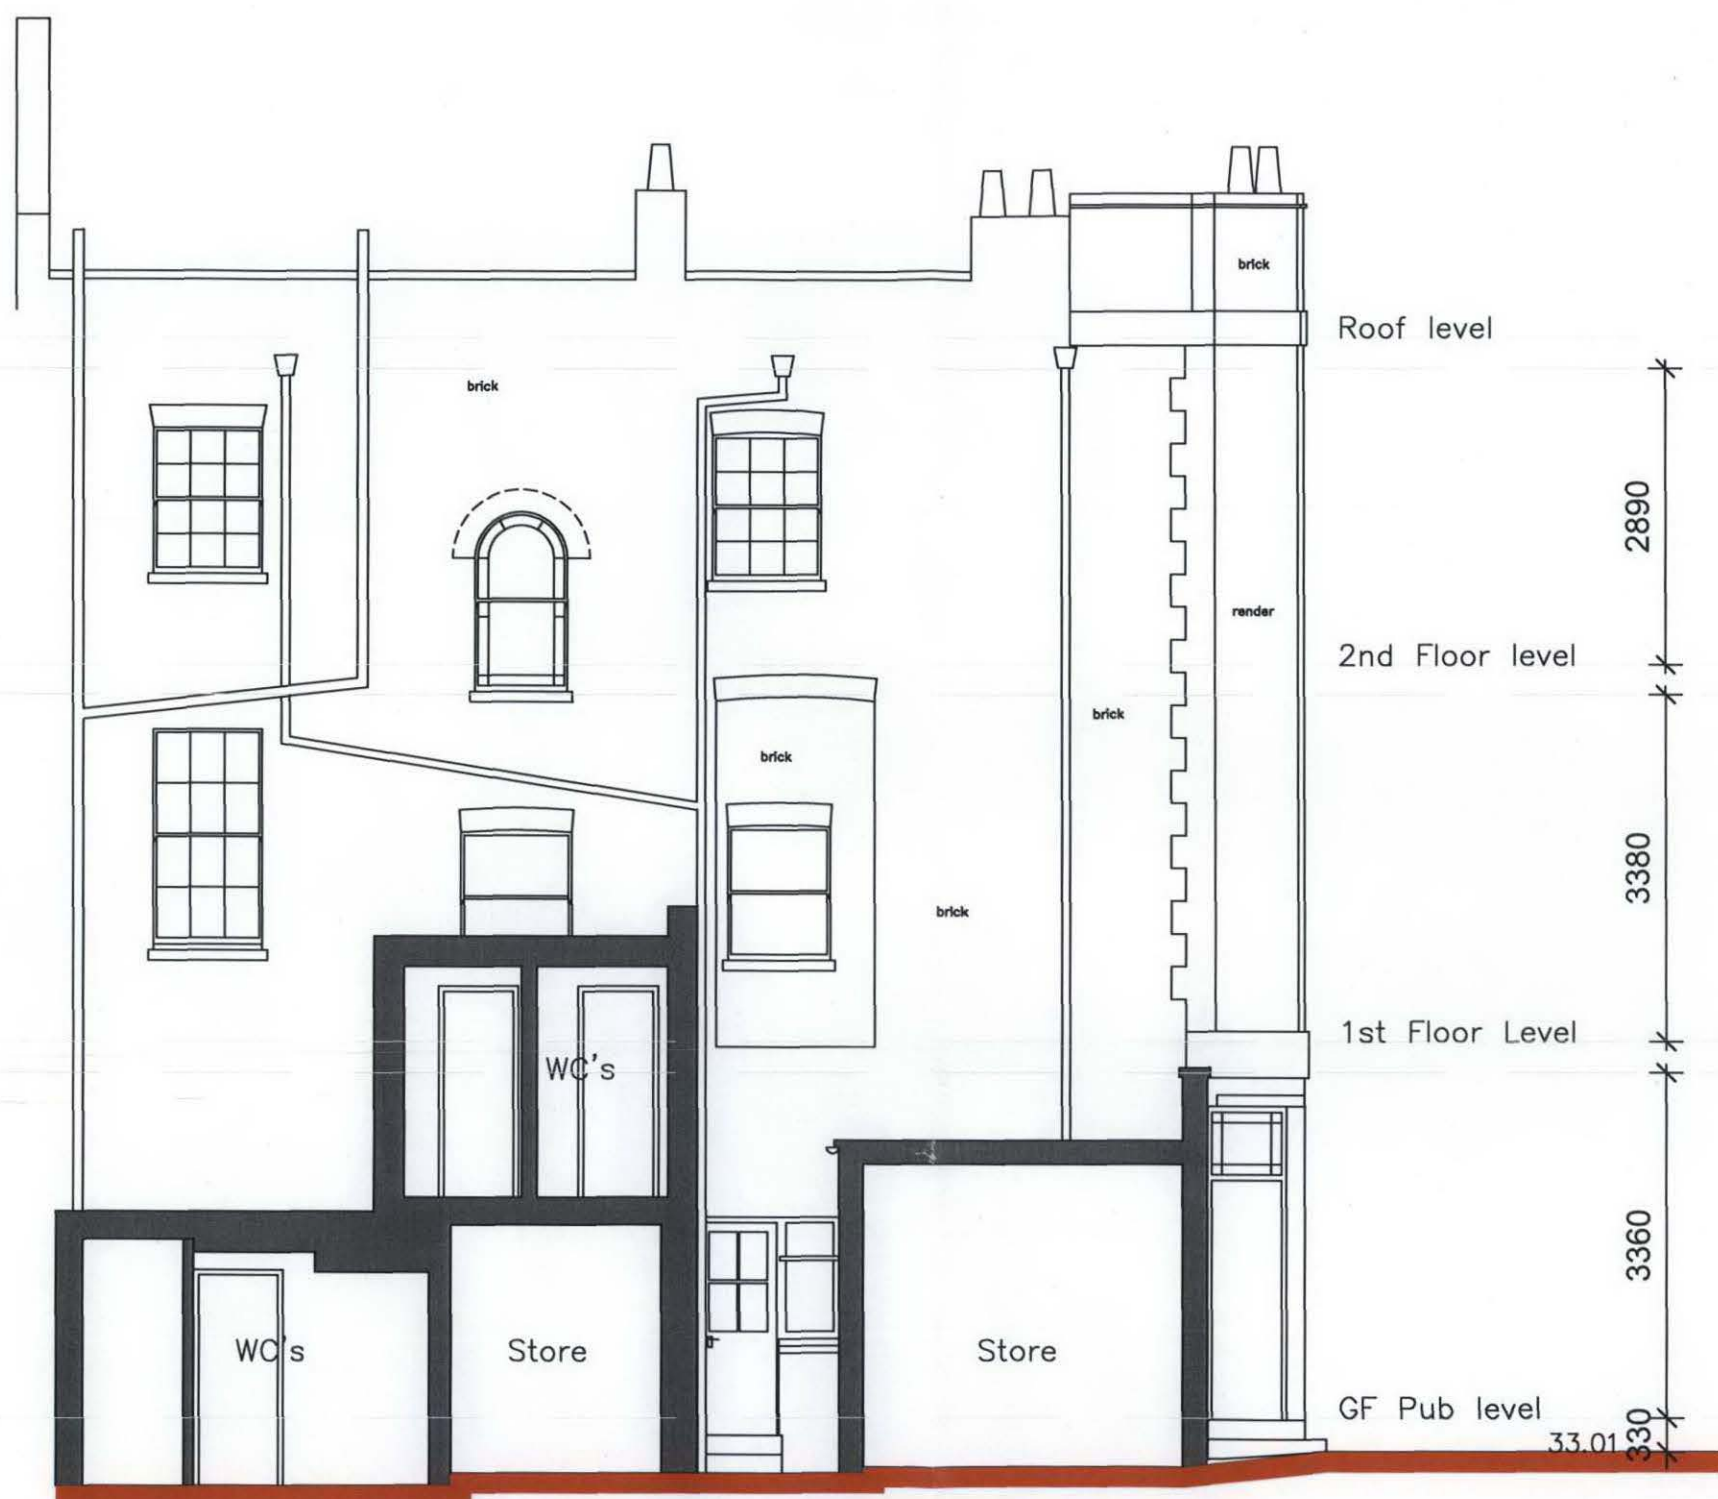 brick
Roof level
brick
2890
render
2nd Floor level
brick
brick
3380
brick
1st Floor Level
WC's
3360
WC's
Store
Store
GF Pub level
33.01
330